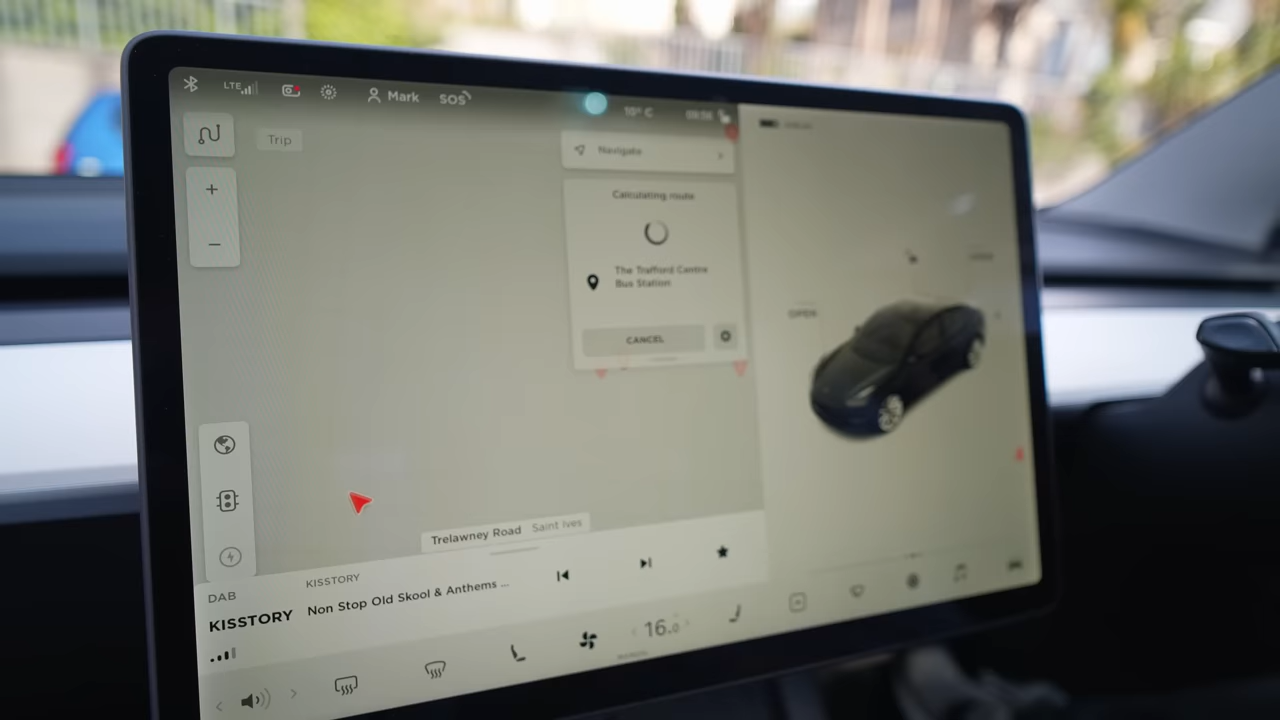 LTE
Mark
SOS
10° C
Trip
Navigate
Calculating route
The Trafford Centre
Bus Station
CANCEL
OPEN
Trelawney Road Saint Ives
DAB
KISSTORY
KISSTORY
Non Stop Old Skool & Anthems ...
16.0